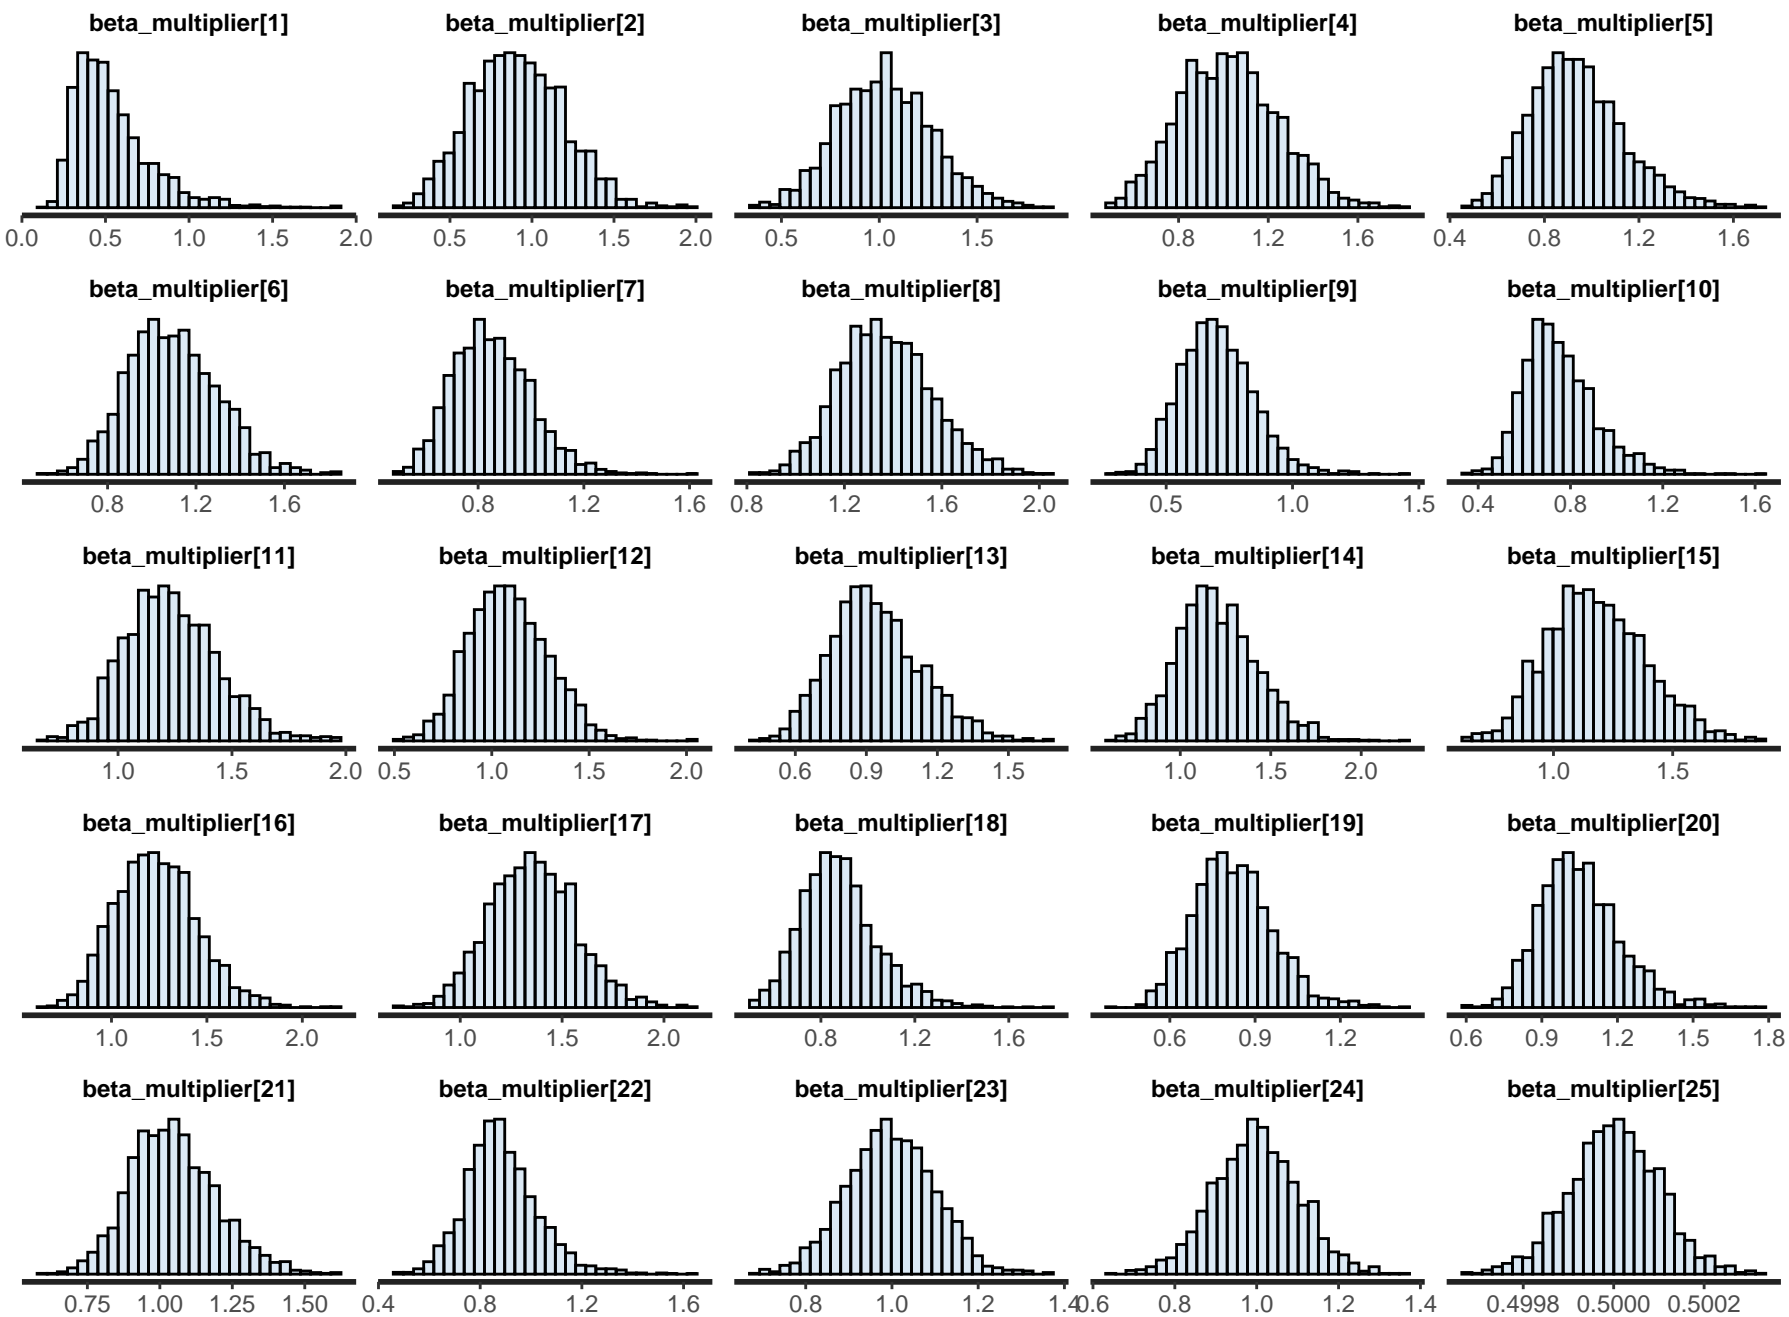 beta_multiplier[1] beta_multiplier[2] beta_multiplier[3] beta_multiplier[4] beta_multiplier[5]
0.0 0.5 1.0 1.5 2.0 0.5 1.0 1.5 2.0 0.5 1.0 1.5 0.8 1.2 1.6 0.4 0.8 1.2 1.6
beta_multiplier[6] beta_multiplier[7] beta_multiplier[8] beta_multiplier[9] beta_multiplier[10]
0.8 1.2 1.6 0.8 1.2 1.6 0.8 1.2 1.6 2.0 0.5 1.0 1.5 0.4 0.8 1.2 1.6
beta_multiplier[11] beta_multiplier[12] beta_multiplier[13] beta_multiplier[14] beta_multiplier[15]
1.0 1.5 2.0 0.5 1.0 1.5 2.0 0.6 0.9 1.2 1.5 1.0 1.5 2.0 1.0 1.5
beta_multiplier[16] beta_multiplier[17] beta_multiplier[18] beta_multiplier[19] beta_multiplier[20]
1.0 1.5 2.0 1.0 1.5 2.0 0.8 1.2 1.6 0.6 0.9 1.2 0.6 0.9 1.2 1.5 1.8
beta_multiplier[21] beta_multiplier[22] beta_multiplier[23] beta_multiplier[24] beta_multiplier[25]
0.75 1.00 1.25 1.50 0.4 0.8 1.2 1.6 0.8 1.0 1.2 1.4 0.6 0.8 1.0 1.2 1.4 0.4998 0.5000 0.5002